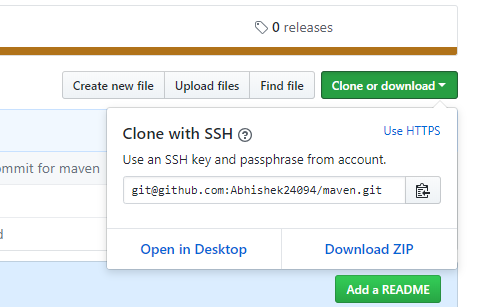 0 releases
Create new file Upload files Find file Clone or download
Clone with SSH
Use HTTPS
Use an SSH key and passphrase from account.
ommit for maven
git@github.com:Abhishek24094/maven.git
d
Open in Desktop Download ZIP
Add a README